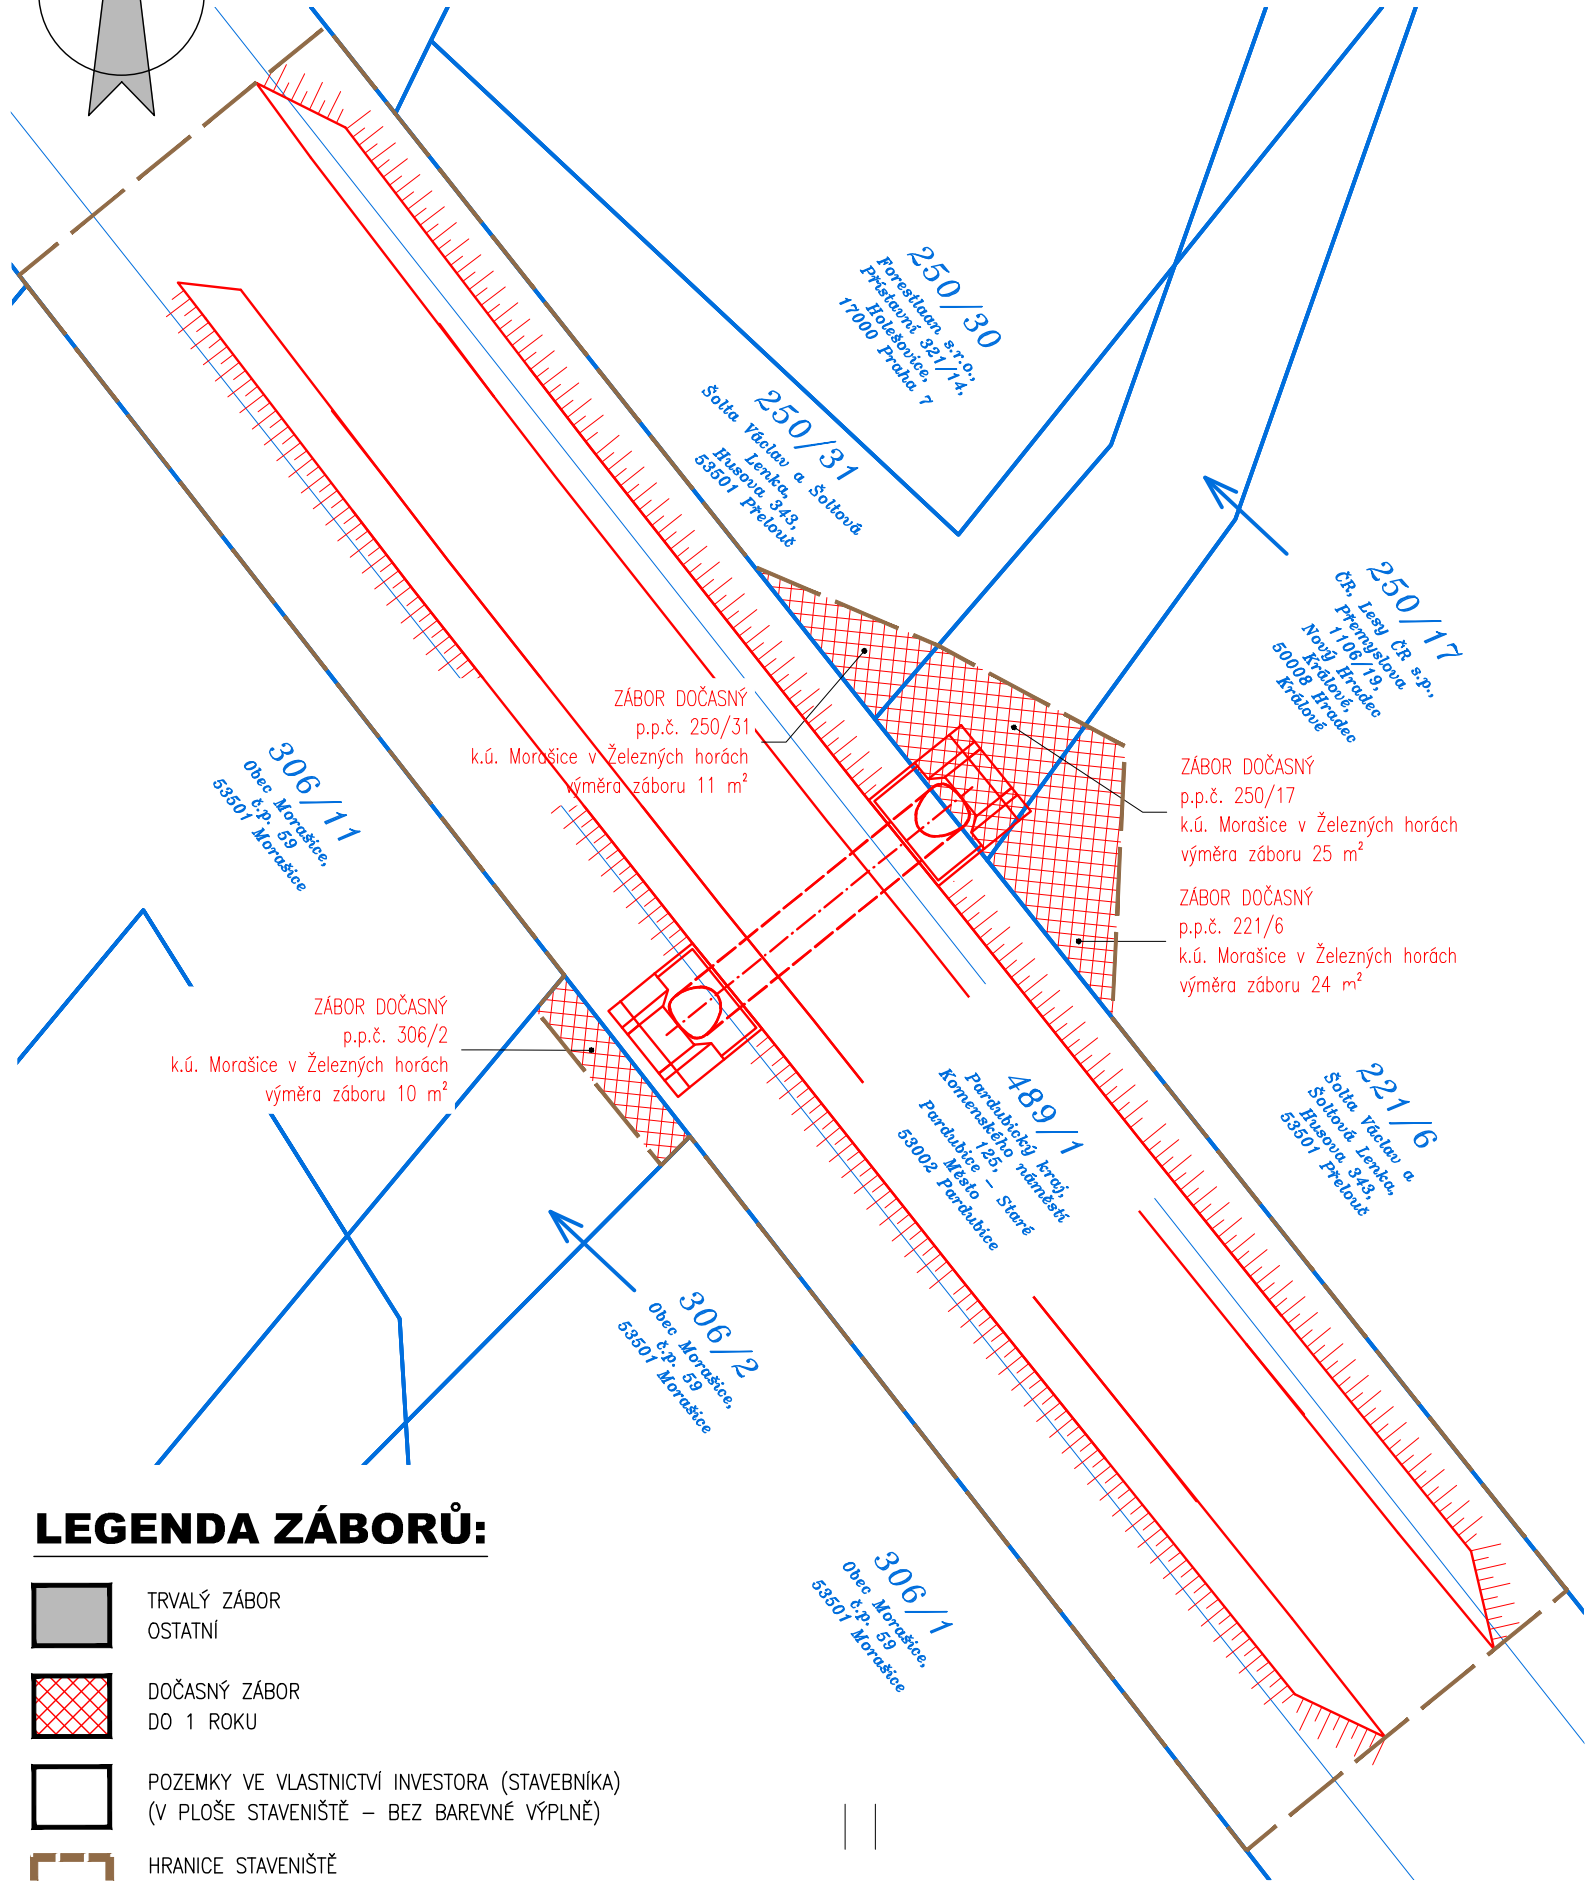 250/30
Forestlaan s.r.o.,
Přístavní 321/14,
Holešovice,
17000 Praha 7
250/31
Šolta Václav a Šoltová
Lenka,
Husova 343,
53501 Přelouč
250/17
ČR, Lesy ČR s.p.,
Přemyslova
1106/19,
Nový Hradec
Králové,
50008 Hradec
Králové
ZÁBOR DOČASNÝ
p.p.č. 250/31
k.ú. Morašice v Železných horách
výměra záboru 11 m²
306/11
Obec Morašice,
č.p. 59
53501 Morašice
ZÁBOR DOČASNÝ
p.p.č. 250/17
k.ú. Morašice v Železných horách
výměra záboru 25 m²
ZÁBOR DOČASNÝ
p.p.č. 221/6
k.ú. Morašice v Železných horách
výměra záboru 24 m²
ZÁBOR DOČASNÝ
p.p.č. 306/2
k.ú. Morašice v Železných horách
výměra záboru 10 m²
489/1
Pardubický kraj,
Komenského náměstí
125,
Pardubice – Staré
Město
53002 Pardubice
221/6
Šolta Václav a
Šoltová Lenka,
Husova 343,
53501 Přelouč
306/2
Obec Morašice,
č.p. 59
53501 Morašice
306/1
Obec Morašice,
č.p. 59
53501 Morašice
LEGENDA ZÁBORŮ:
TRVALÝ ZÁBOR
OSTATNÍ
DOČASNÝ ZÁBOR
DO 1 ROKU
POZEMKY VE VLASTNICTVÍ INVESTORA (STAVEBNÍKA)
(V PLOŠE STAVENIŠTĚ – BEZ BAREVNÉ VÝPLNĚ)
HRANICE STAVENIŠTĚ